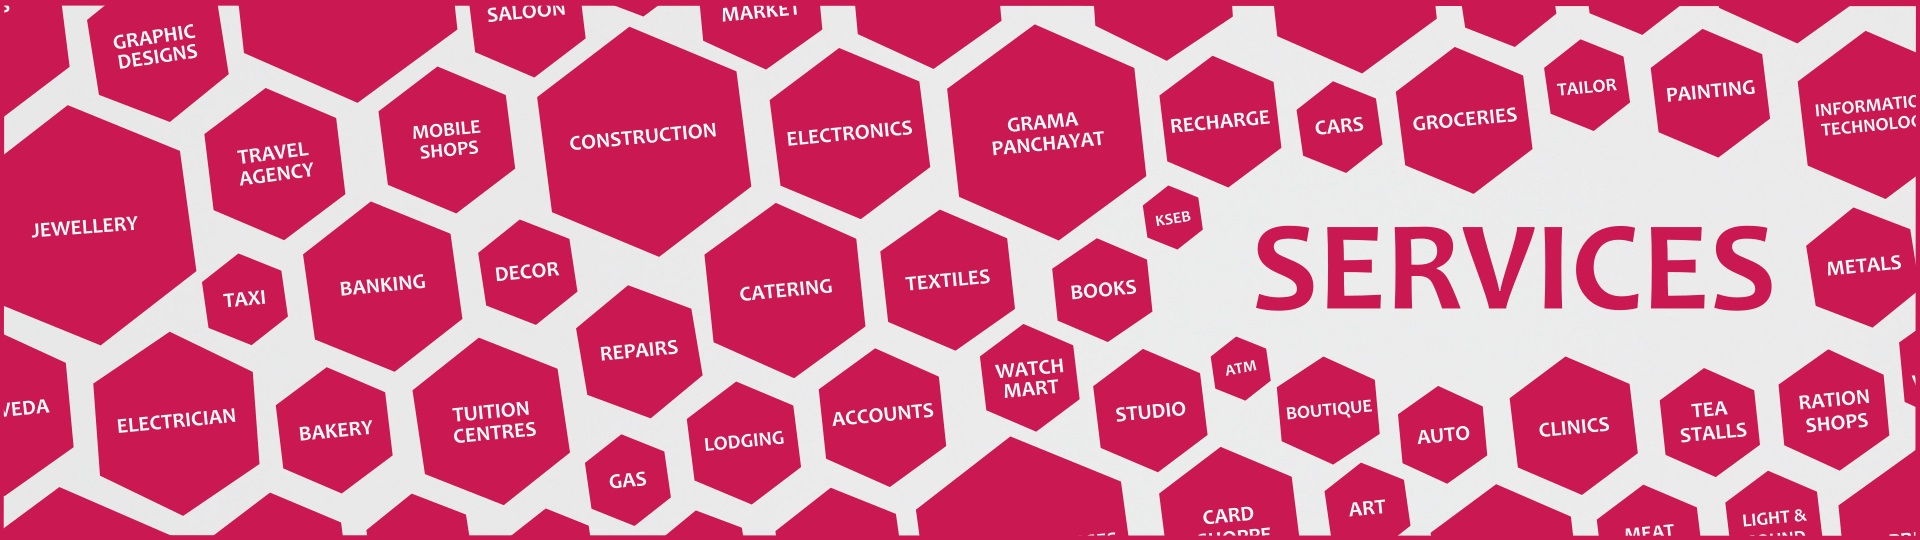 GRAPHIC
DESIGNS
SALOON
MARKET
TRAVEL
AGENCY
MOBILE
SHOPS
CONSTRUCTION
ELECTRONICS
GRAMA
PANCHAYAT
RECHARGE
CARS
GROCERIES
TAILOR
PAINTING
JEWELLERY
TAXI
BANKING
DECOR
CATERING
TEXTILES
BOOKS
KSEB
SERVICES
METALS
ELECTRICIAN
BAKERY
TUITION
CENTRES
REPAIRS
GAS
LODGING
ACCOUNTS
WATCH
MART
STUDIO
ATM
BOUTIQUE
AUTO
CLINICS
TEA
STALLS
RATION
SHOPS
CARD
ART
MEAT
LIGHT &